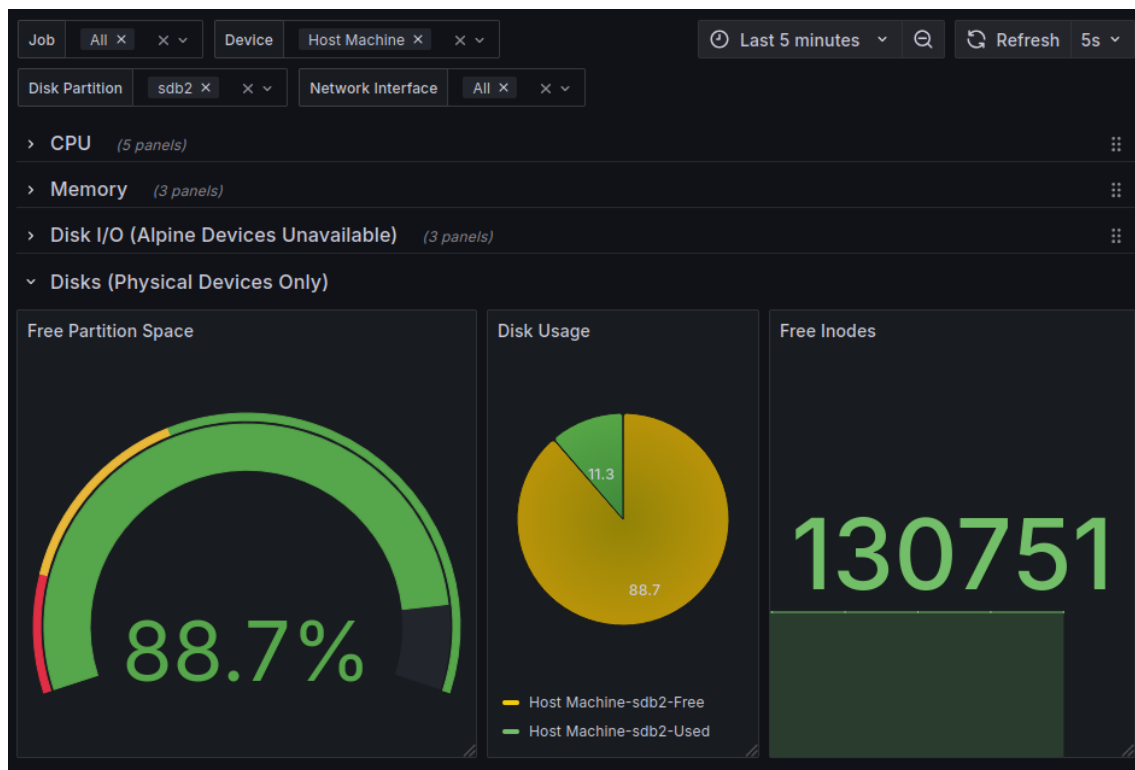 Job All × × Device Host Machine × × Last 5 minutes Refresh 5s
Disk Partition sdb2 × × Network Interface All × ×
CPU (5 panels)
Memory (3 panels)
Disk I/O (Alpine Devices Unavailable) (3 panels)
Disks (Physical Devices Only)
Free Partition Space
88.7%
Disk Usage
11.3
88.7
Host Machine-sdb2-Free
Host Machine-sdb2-Used
Free Inodes
130751